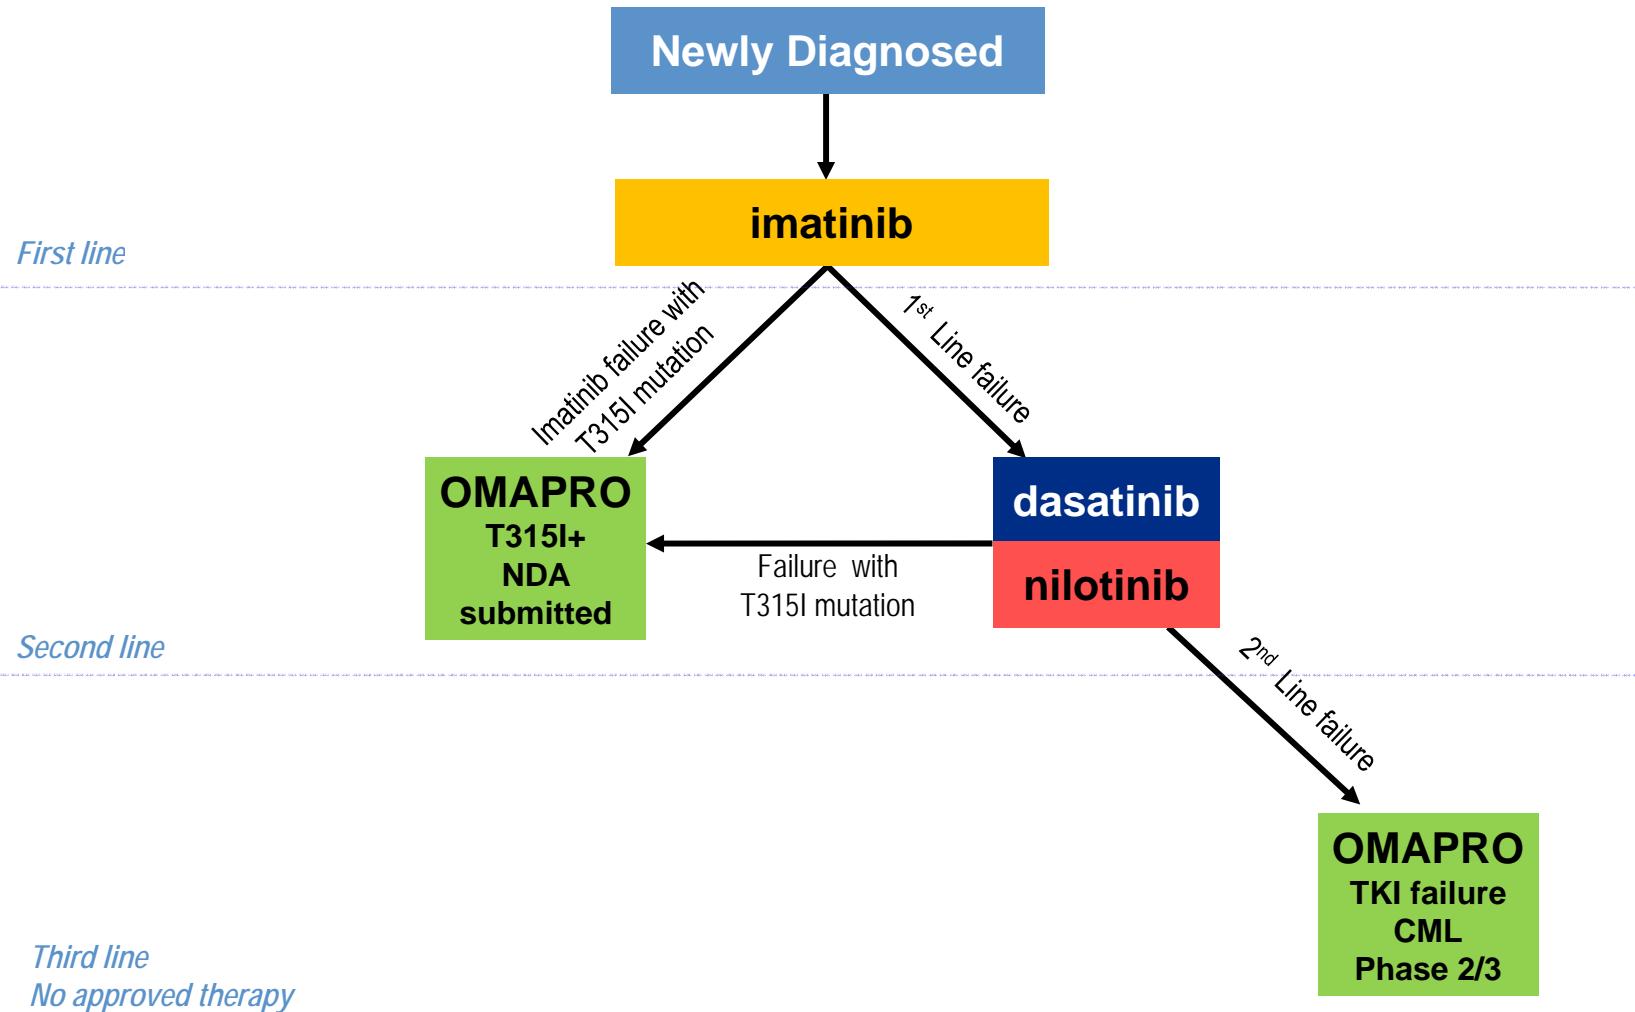 Newly Diagnosed
imatinib
First line
Imatinib failure with
T315I mutation
1st Line failure
OMAPRO
T315I+
NDA
submitted
dasatinib
nilotinib
Failure with
T315I mutation
Second line
2nd Line failure
OMAPRO
TKI failure
CML
Phase 2/3
Third line
No approved therapy